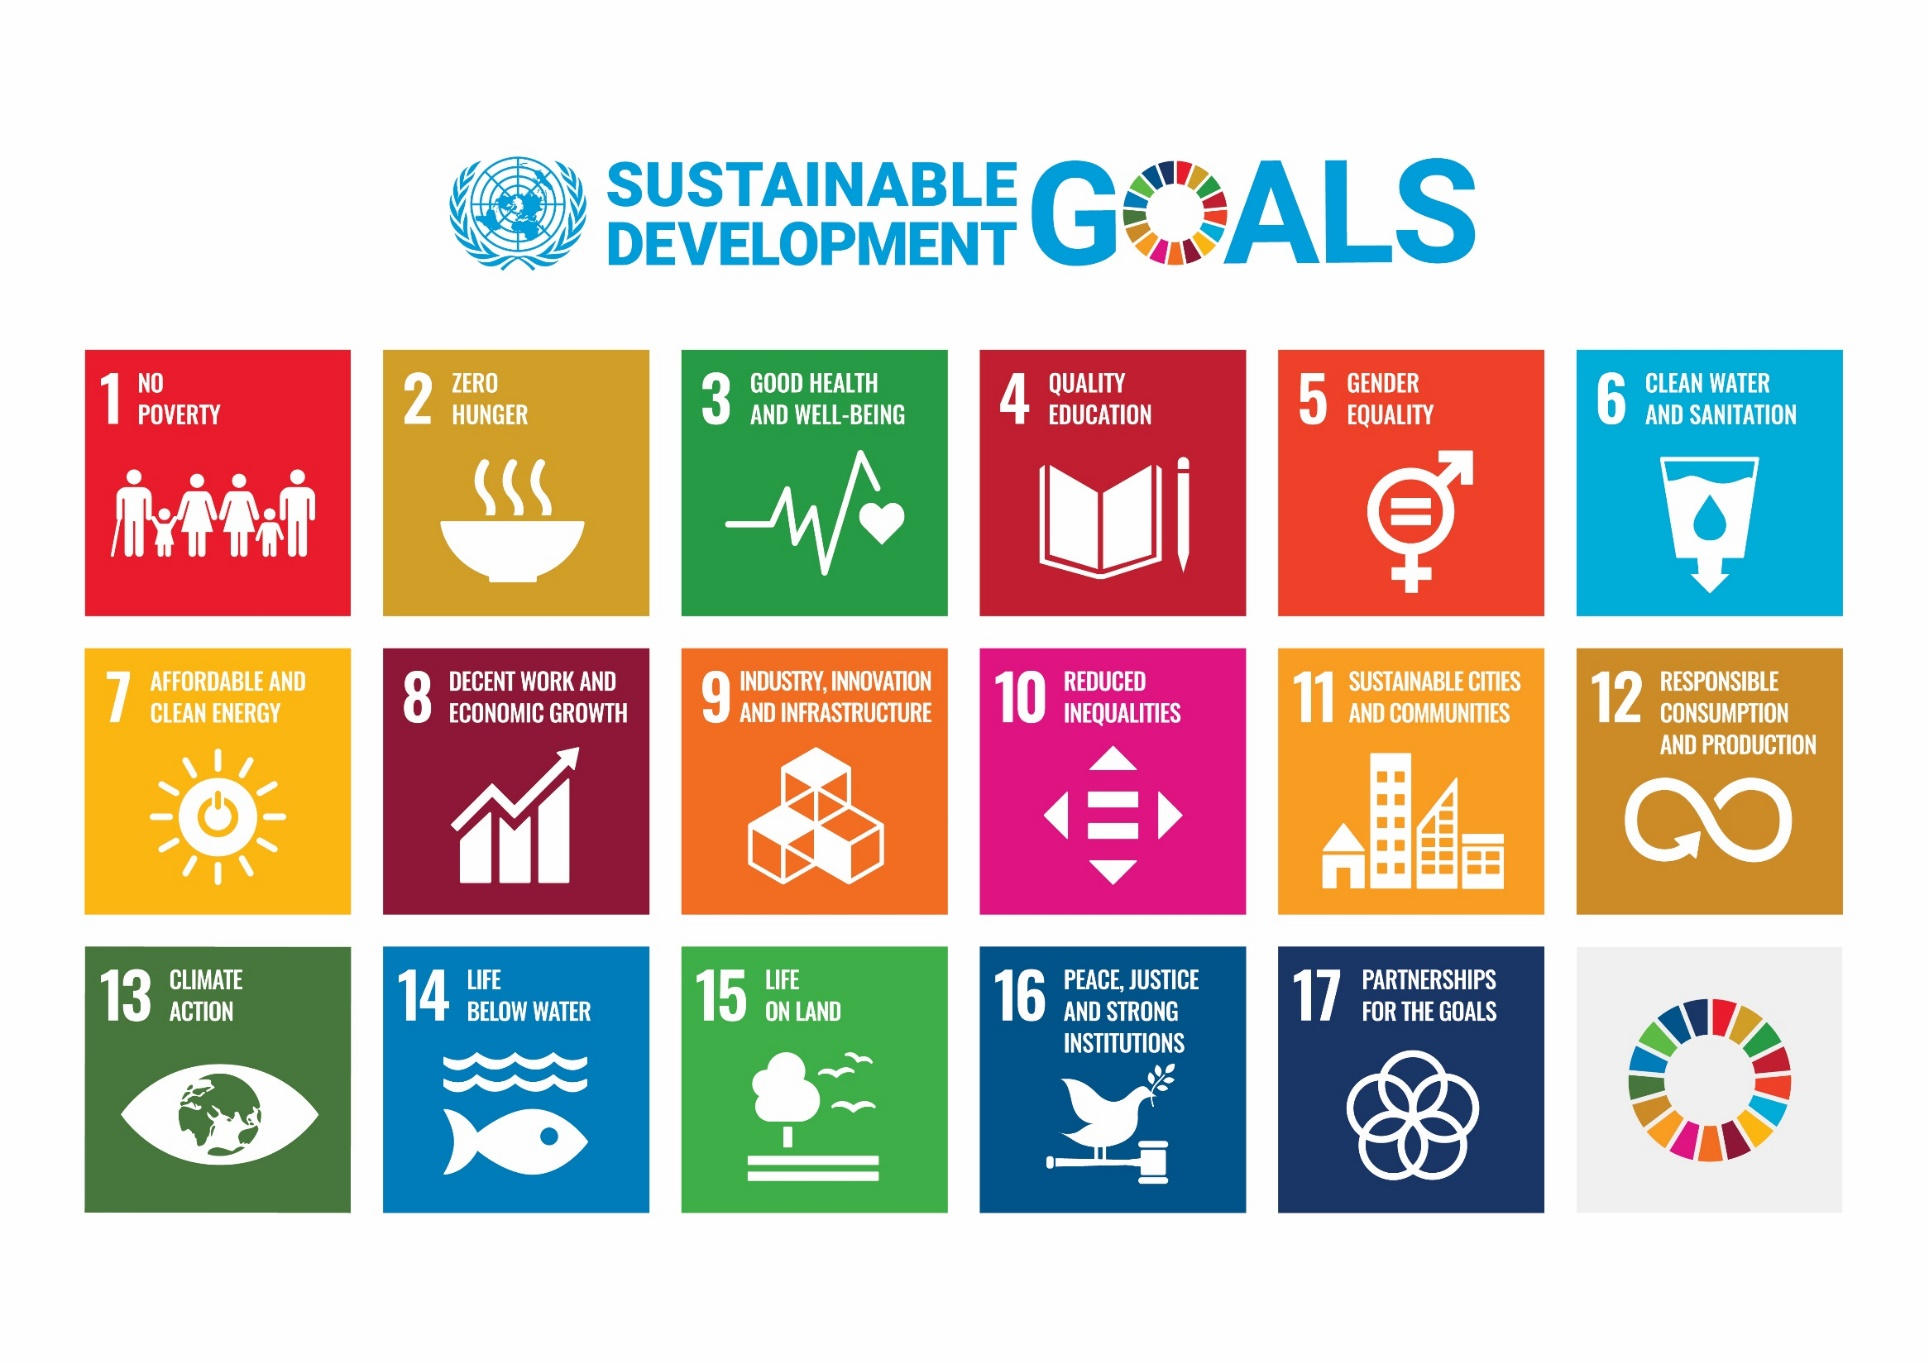 SUSTAINABLE
DEVELOPMENT
GOALS
1 NO
POVERTY
2 ZERO
HUNGER
3 GOOD HEALTH
AND WELL-BEING
4 QUALITY
EDUCATION
5 GENDER
EQUALITY
6 CLEAN WATER
AND SANITATION
7 AFFORDABLE AND
CLEAN ENERGY
8 DECENT WORK AND
ECONOMIC GROWTH
9 INDUSTRY, INNOVATION
AND INFRASTRUCTURE
10 REDUCED
INEQUALITIES
11 SUSTAINABLE CITIES
AND COMMUNITIES
12 RESPONSIBLE
CONSUMPTION
AND PRODUCTION
13 CLIMATE
ACTION
14 LIFE
BELOW WATER
15 LIFE
ON LAND
16 PEACE, JUSTICE
AND STRONG
INSTITUTIONS
17 PARTNERSHIPS
FOR THE GOALS